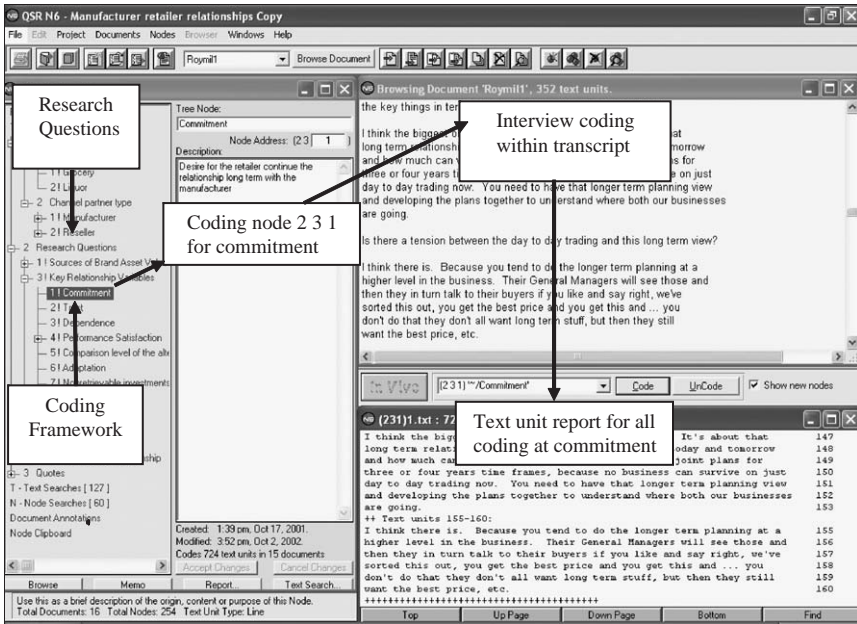 QSR N6 - Manufacturer retailer relationships Copy
File Edit Project Documents Nodes Browser Windows Help
Roymil1
Browse Document
Research
Questions
1 ! Grocery
2 ! Liquor
2 Channel partner type
1 ! Manufacturer
2 ! Reseller
2 Research Questions
1 ! Sources of Brand Asset
3 ! Key Relationship Variables
1 ! Commitment
2 !
3 ! Dependence
4 ! Performance Satisfaction
5 ! Comparison level of the alte
6 ! Adaptation
7 ! Nonretrievable investments
Coding
Framework
ship
3 Quotes
T - Text Searches [ 127 ]
N - Node Searches [ 60 ]
Document Annotations
Node Clipboard
Tree Node:
Commitment
Node Address: (2 3 1 )
Description:
Desire for the retailer continue the
relationship long term with the
manufacturer
Coding node 2 3 1
for commitment
Created: 1:39 pm, Oct 17, 2001.
Modified: 3:52 pm, Oct 2, 2002.
Codes 724 text units in 15 documents
Accept Changes Cancel Changes
Browse Memo Report... Text Search...
Use this as a brief description of the origin, content or purpose of this Node.
Total Documents: 16 Total Nodes: 254 Text Unit Type: Line
Browsing Document 'Roymil1', 352 text units.
the key things in
Interview coding
within transcript
I think the biggest that
long term relationship morrow
and how much can s for
three or four years e on just
day to day trading now. You need to have that longer term planning view
and developing the plans together to understand where both our businesses
are going.
Is there a tension between the day to day trading and this long term view?
I think there is. Because you tend to do the longer term planning at a
higher level in the business. Their General Managers will see those and
then they in turn talk to their buyers if you like and say right, we've
sorted this out, you get the best price and you get this and ... you
don't do that they don't all want long term stuff, but then they still
want the best price, etc.
In Vivo
(2 3 1) "~/Commitment"
Code
UnCode
Show new nodes
(231)1.txt : 72
Text unit report for all
coding at commitment
I think the big It's about that 147
long term relat oday and tomorrow 148
and how much can joint plans for 149
three or four years time frames, because no business can survive on just 150
day to day trading now. You need to have that longer term planning view 151
and developing the plans together to understand where both our businesses 152
are going. 153
++ Text units 155-160:
I think there is. Because you tend to do the longer term planning at a 155
higher level in the business. Their General Managers will see those and 156
then they in turn talk to their buyers if you like and say right, we've 157
sorted this out, you get the best price and you get this and ... you 158
don't do that they don't all want long term stuff, but then they still 159
want the best price, etc. 160
++++++++++++++++++++++++++++++++++++++++
Top Up Page Down Page Bottom Find